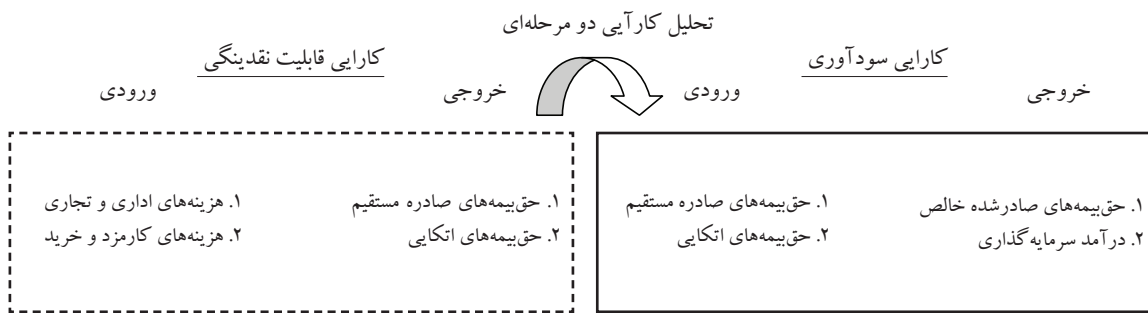 تحلیل کارآیی دو مرحله‌ای
کارایی قابلیت نقدینگی
ورودی
خروجی
۱. هزینه‌های اداری و تجاری
۲. هزینه‌های کارمزد و خرید
۱. حق‌بیمه‌های صادره مستقیم
۲. حق‌بیمه‌های اتکایی
کارایی سودآوری
ورودی
خروجی
۱. حق‌بیمه‌های صادره مستقیم
۲. حق‌بیمه‌های اتکایی
۱. حق‌بیمه‌های صادرشده خالص
۲. درآمد سرمایه‌گذاری